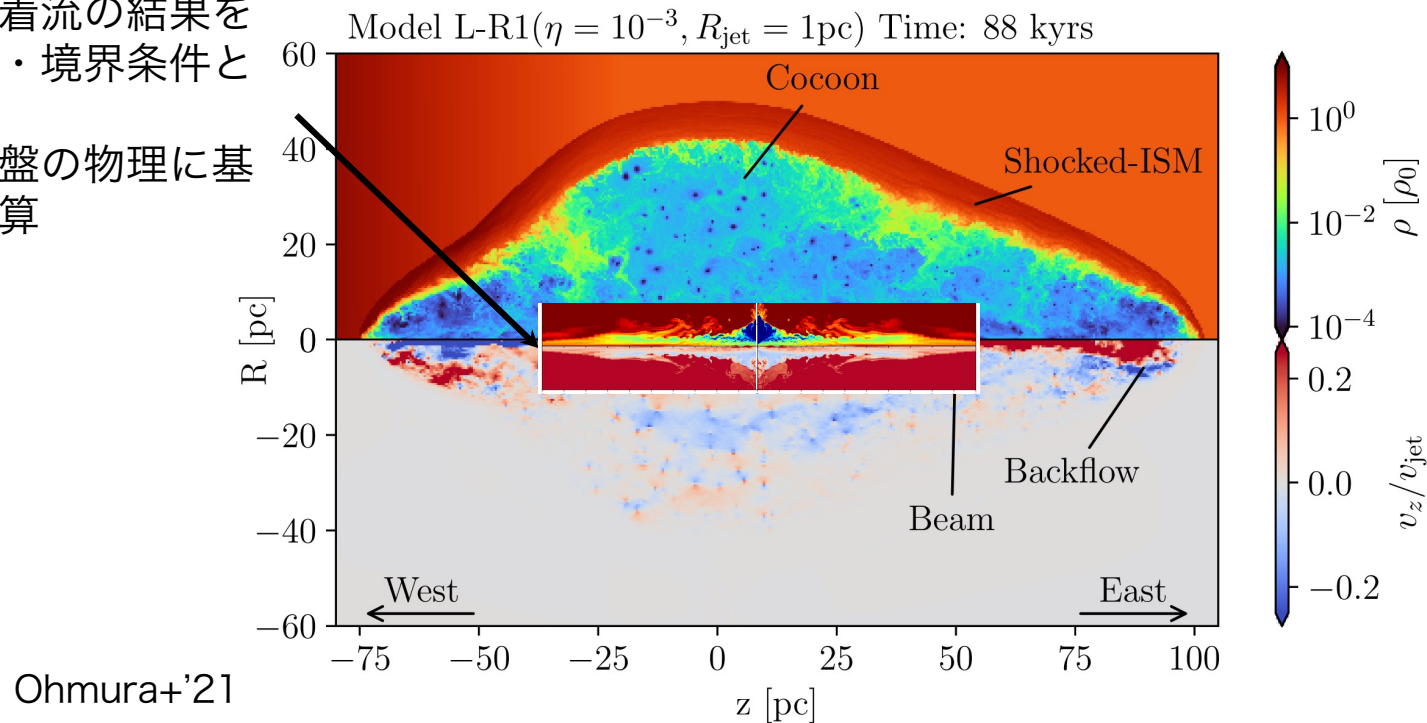 着流の結果を
・境界条件と
盤の物理に基
算
Model L-R1(η = 10⁻³, R_jet = 1pc) Time: 88 kyrs
Cocoon
Shocked-ISM
Backflow
Beam
West
East
R [pc]
60
40
20
0
−20
−40
−60
−75 −50 −25 0 25 50 75 100
z [pc]
10⁰
10⁻²
10⁻⁴
ρ [ρ₀]
0.2
0.0
−0.2
v_z/v_jet
Ohmura+’21